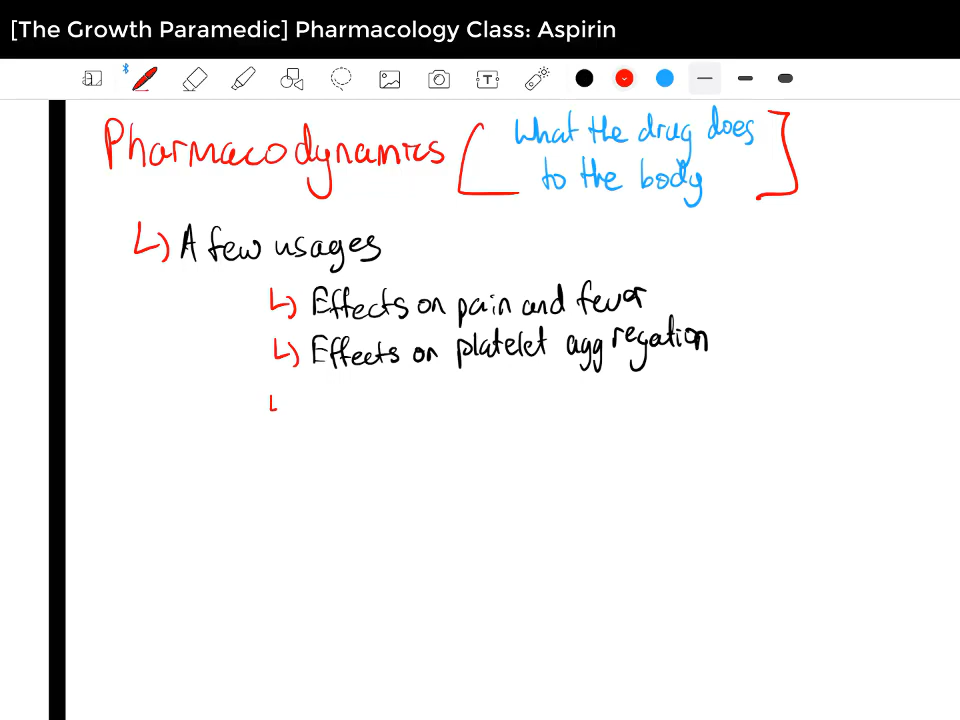 [The Growth Paramedic] Pharmacology Class: Aspirin
Pharmacodynamics [What the drug does
to the body]
A few usages
Effects on pain and fever
Effects on platelet aggregation